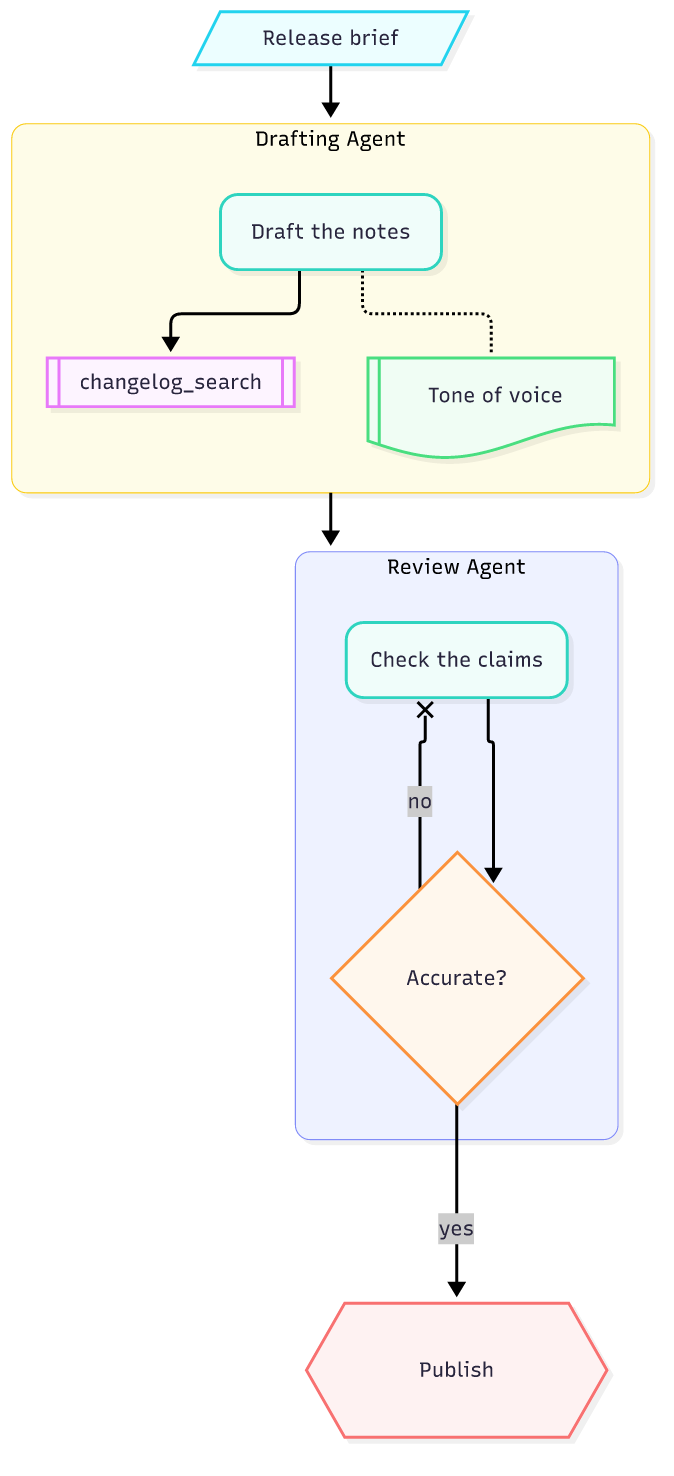 Release brief
Drafting Agent
Draft the notes
changelog_search
Tone of voice
Review Agent
Check the claims
no
Accurate?
yes
Publish